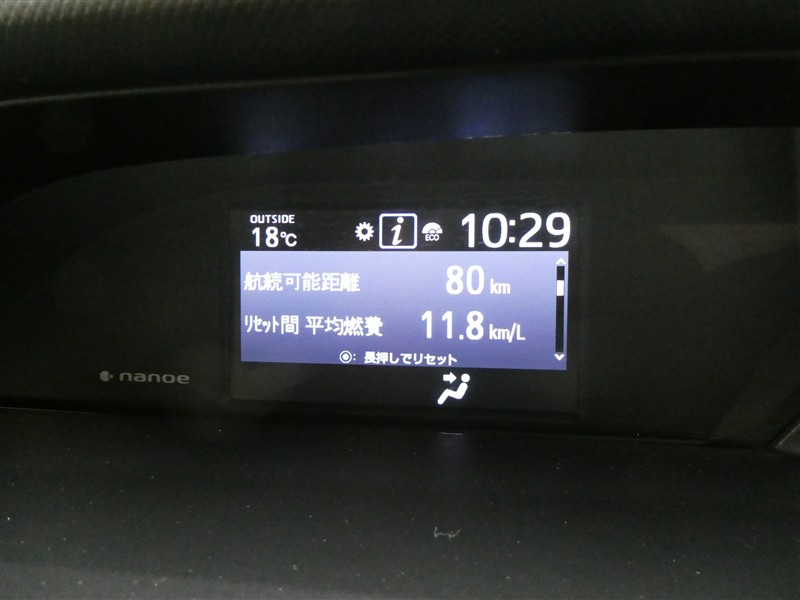 OUTSIDE
18℃
i
ECO
10:29
航続可能距離 80 km
ﾘｾｯﾄ間 平均燃費 11.8 km/L
◉: 長押しでリセット
nanoe